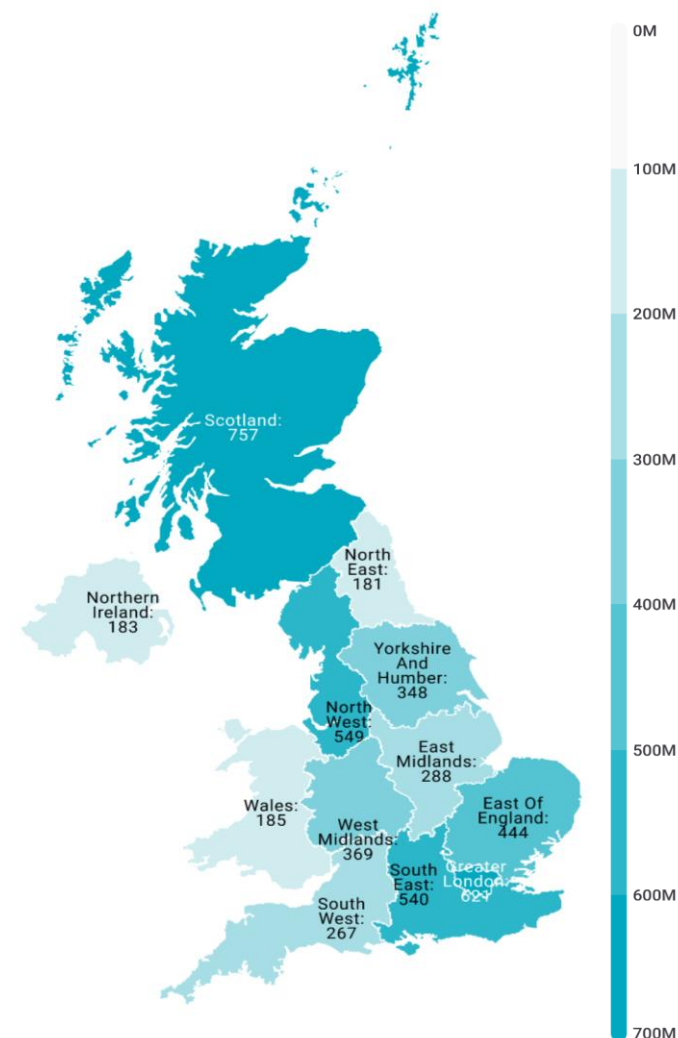 0M
100M
200M
300M
400M
500M
600M
700M
Scotland:
757
North
East:
181
Northern
Ireland:
183
Yorkshire
And
Humber:
348
North
West:
549
East
Midlands:
288
Wales:
185
West
Midlands:
369
East Of
England:
444
South
East:
540
Greater
London:
621
South
West:
267